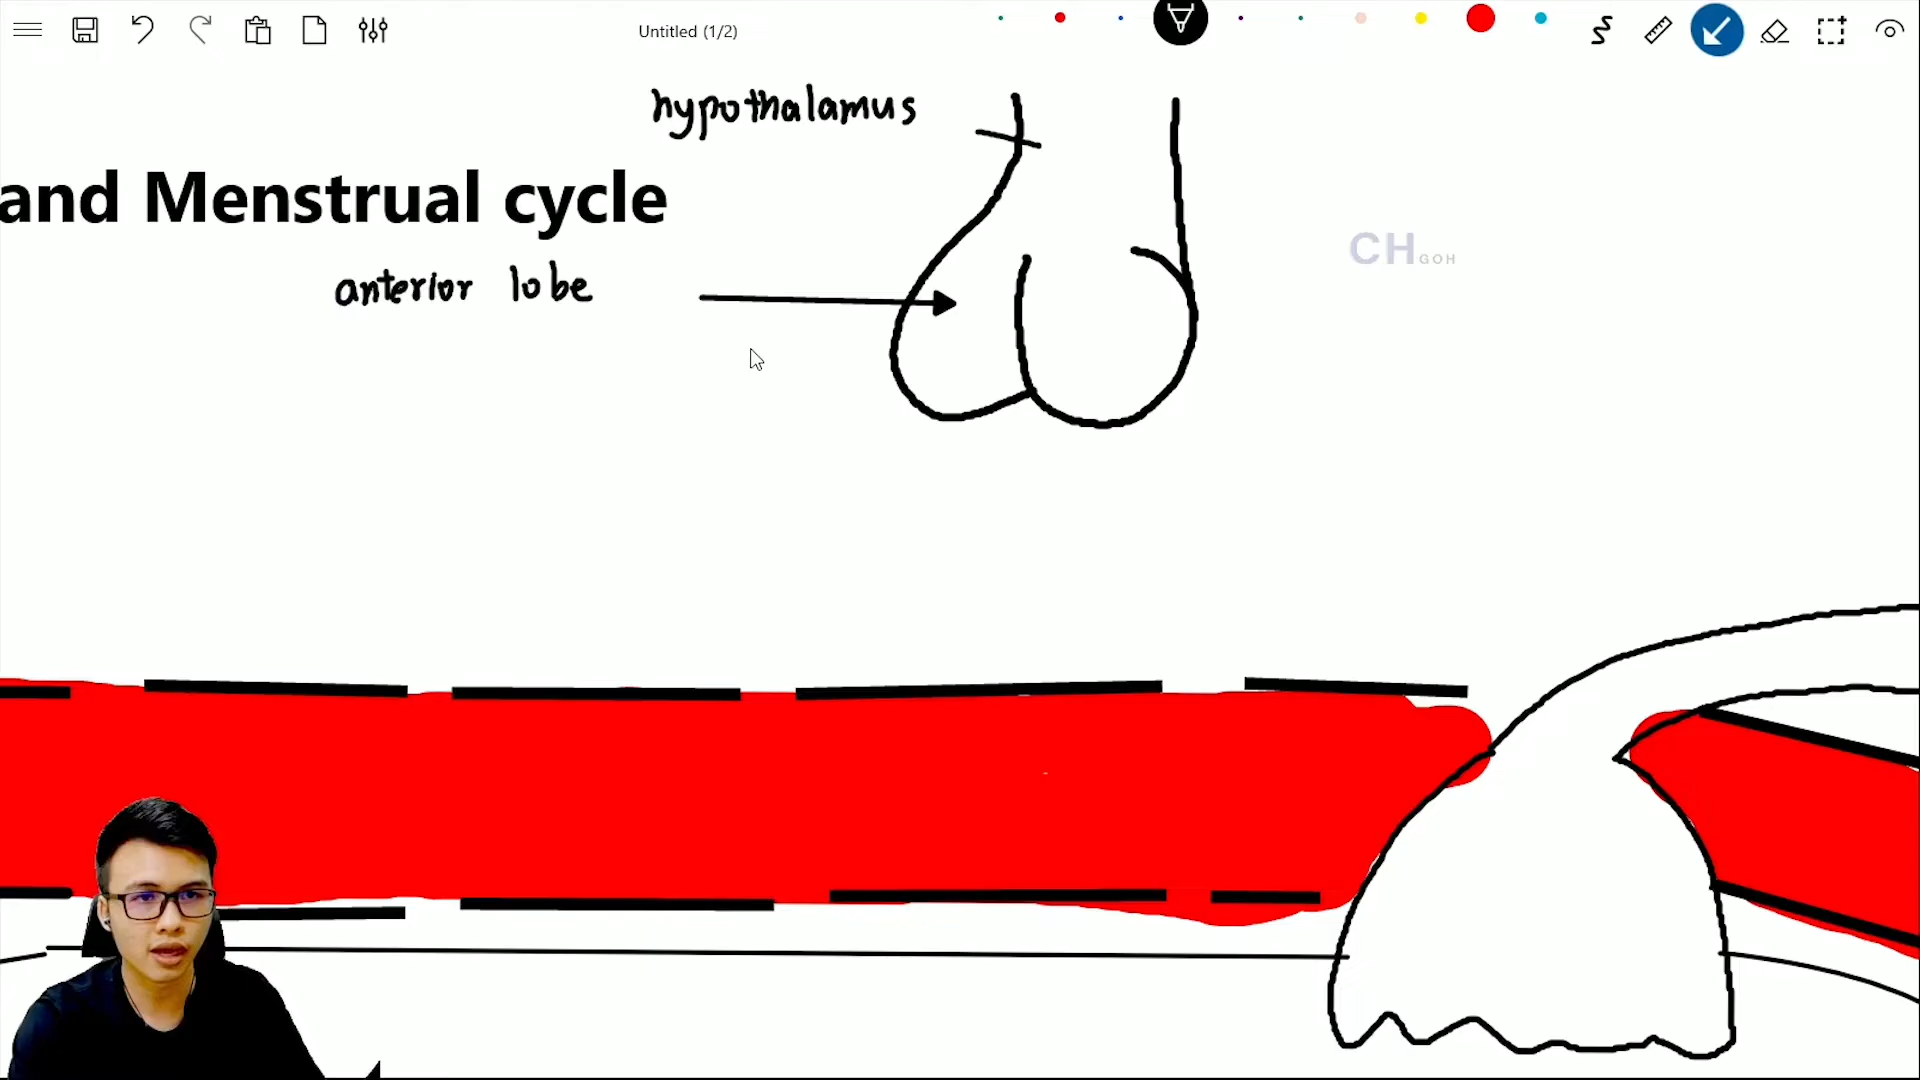 Untitled (1/2)
hypothalamus
and Menstrual cycle
CH GOH
anterior lobe